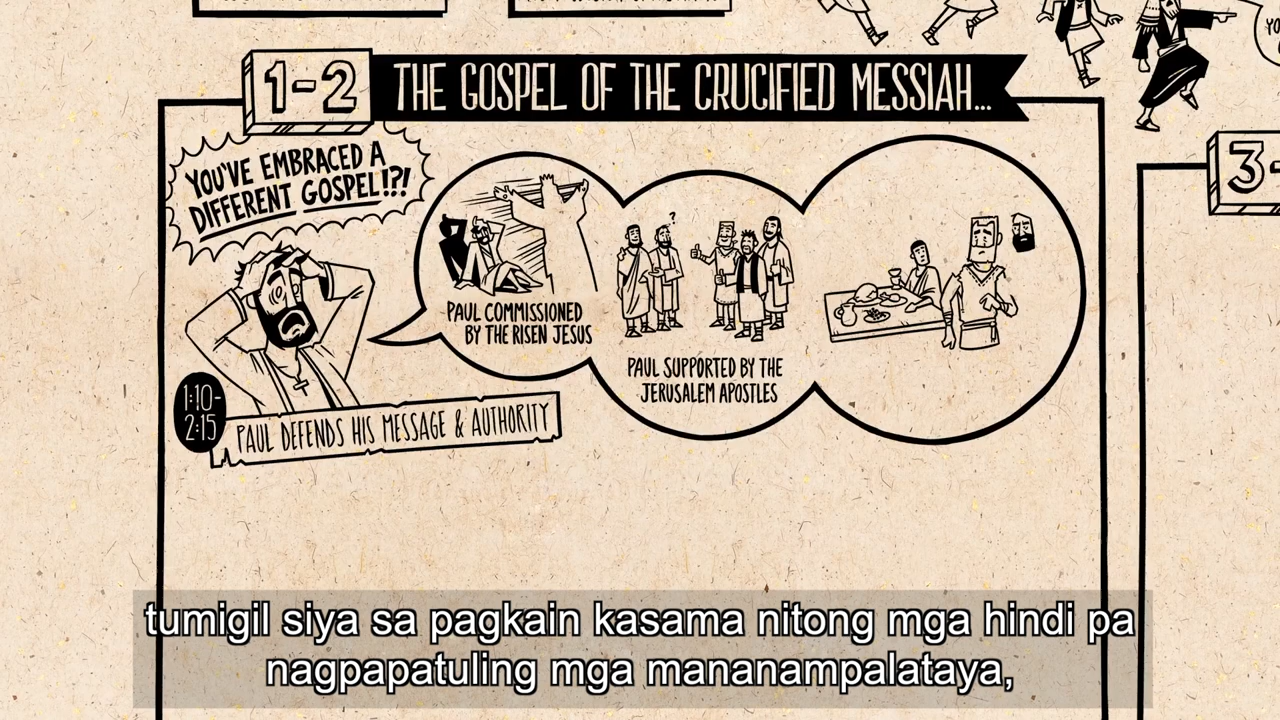 1-2
THE GOSPEL OF THE CRUCIFIED MESSIAH...
3-
YOU'VE EMBRACED A
DIFFERENT GOSPEL!?!
?
PAUL COMMISSIONED
BY THE RISEN JESUS
PAUL SUPPORTED BY THE
JERUSALEM APOSTLES
1:10-
2:15
PAUL DEFENDS HIS MESSAGE & AUTHORITY
tumigil siya sa pagkain kasama nitong mga hindi pa
nagpapatuling mga mananampalataya,